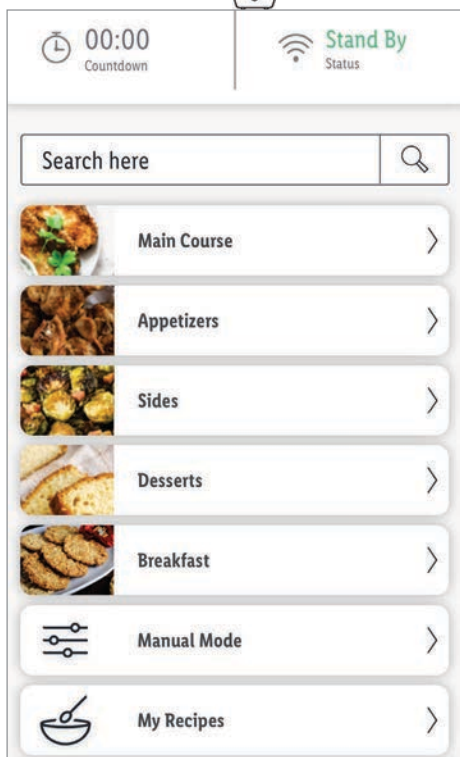 00:00
Countdown
Stand By
Status
Search here
Main Course
Appetizers
Sides
Desserts
Breakfast
Manual Mode
My Recipes